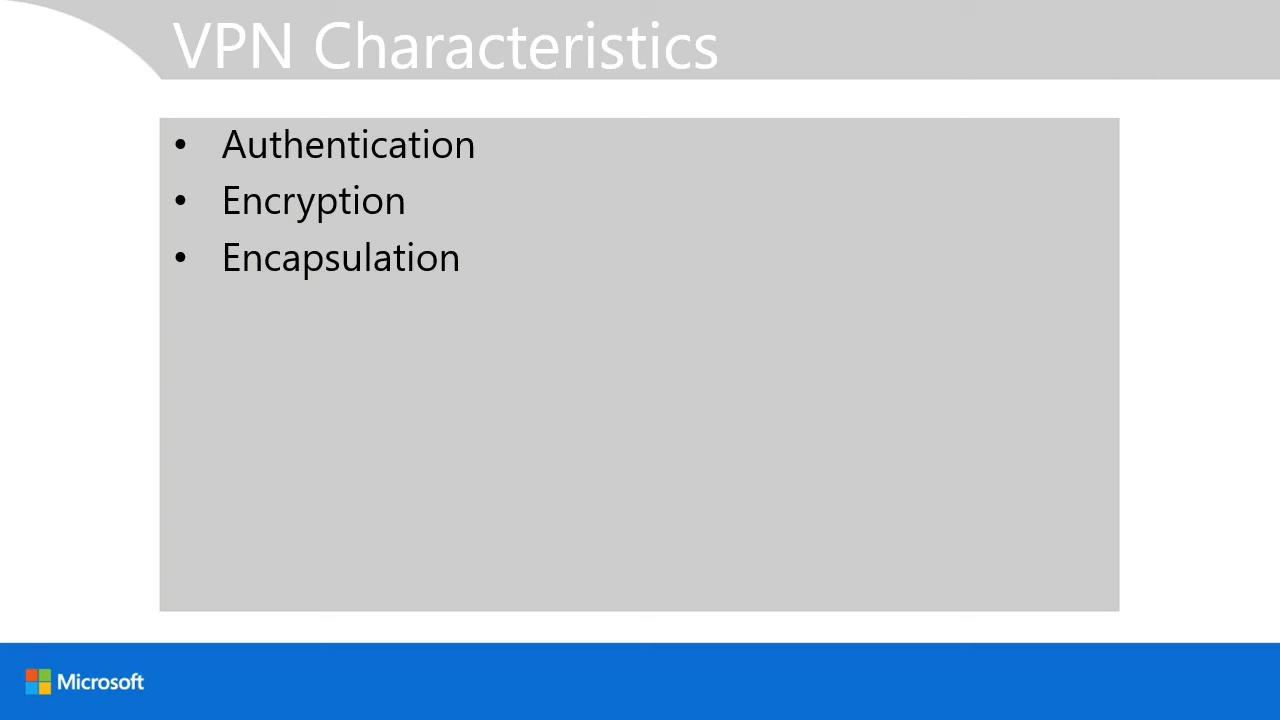 VPN Characteristics
• Authentication
• Encryption
• Encapsulation
Microsoft